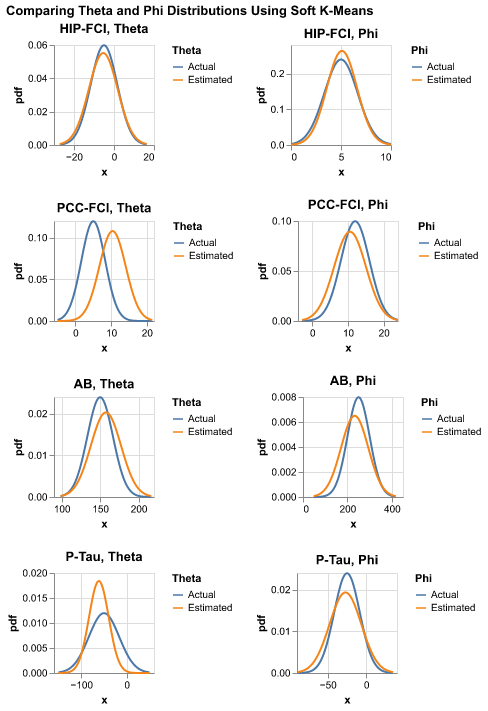 Comparing Theta and Phi Distributions Using Soft K-Means
HIP-FCI, Theta
0.06
0.04
0.02
0.00
pdf
−20
0
20
x
Theta
Actual
Estimated
HIP-FCI, Phi
0.2
0.1
0.0
pdf
0
5
10
x
Phi
Actual
Estimated
PCC-FCI, Theta
0.10
0.05
0.00
pdf
0
10
20
x
Theta
Actual
Estimated
PCC-FCI, Phi
0.10
0.05
0.00
pdf
0
10
20
x
Phi
Actual
Estimated
AB, Theta
0.02
0.01
0.00
pdf
100
150
200
x
Theta
Actual
Estimated
AB, Phi
0.008
0.006
0.004
0.002
0.000
pdf
0
200
400
x
Phi
Actual
Estimated
P-Tau, Theta
0.020
0.015
0.010
0.005
0.000
pdf
−100
0
x
Theta
Actual
Estimated
P-Tau, Phi
0.02
0.01
0.00
pdf
−50
0
x
Phi
Actual
Estimated